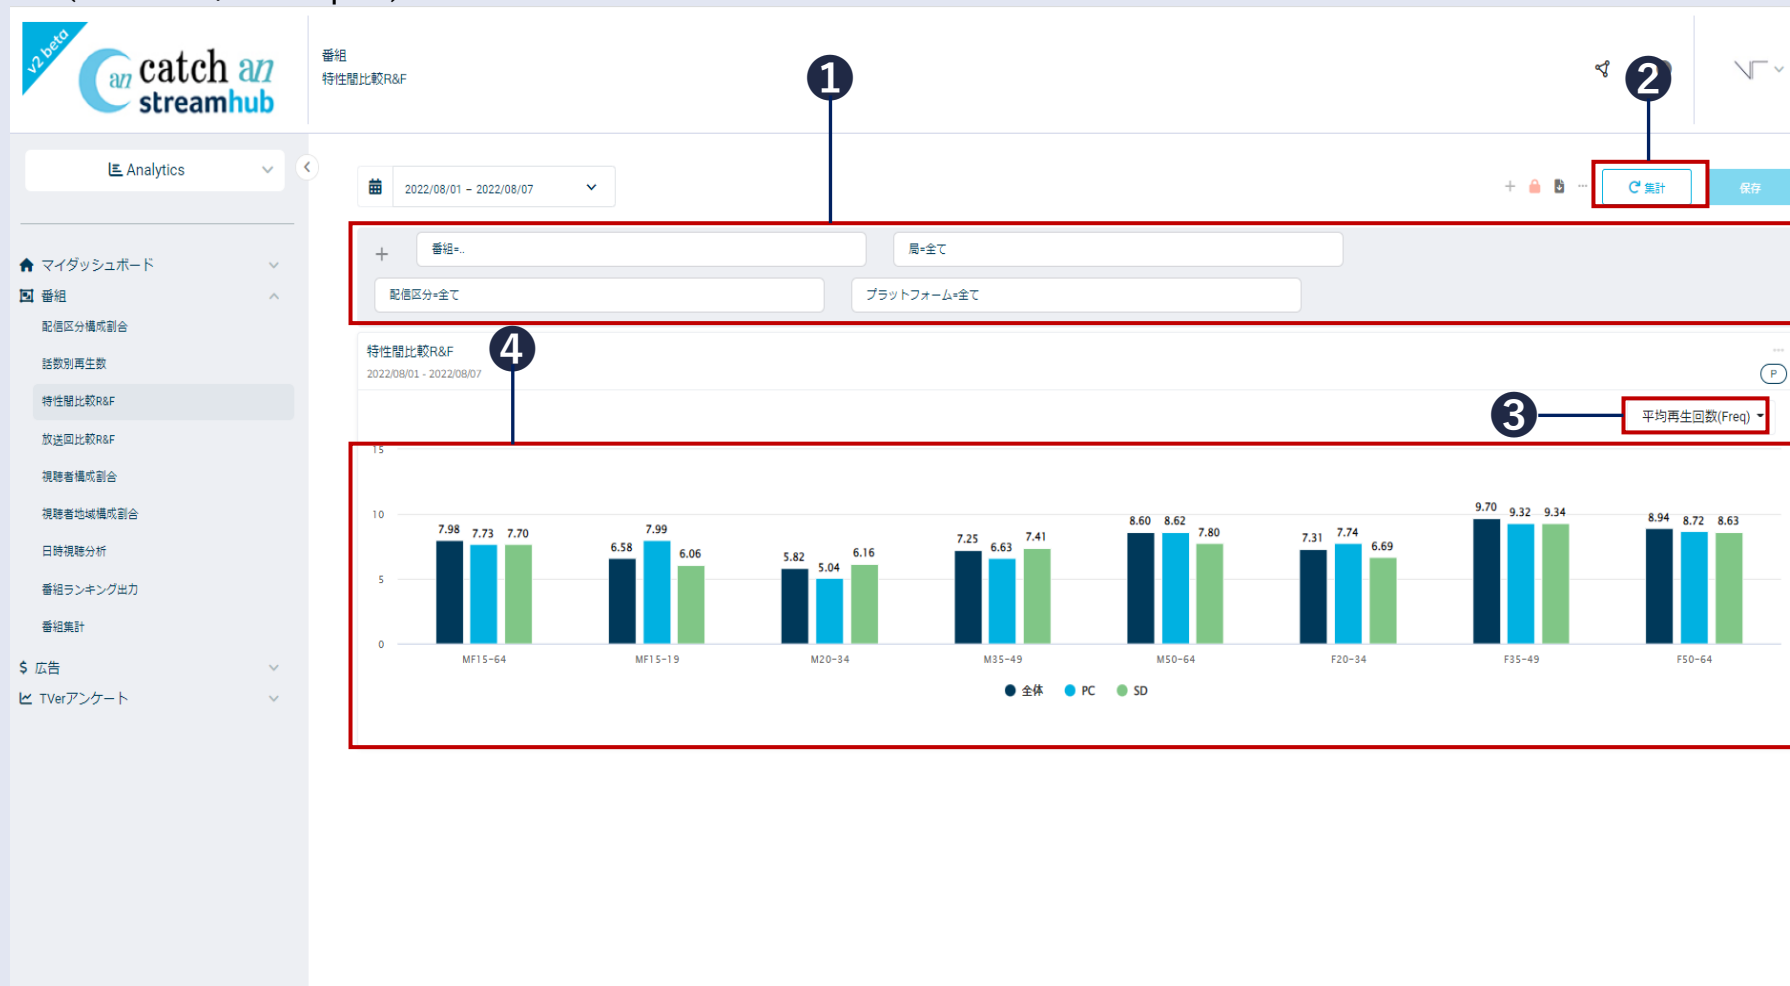 v2 beta
an catch an
streamhub
番組
特性間比較R&F
1
2
Analytics
2022/08/01 – 2022/08/07
集計
保存
番組=..
局=全て
配信区分=全て
プラットフォーム=全て
マイダッシュボード
番組
配信区分構成割合
話数別再生数
特性間比較R&F
放送回比較R&F
視聴者構成割合
視聴者地域構成割合
日時視聴分析
番組ランキング出力
番組集計
$ 広告
TVerアンケート
4
特性間比較R&F
2022/08/01 - 2022/08/07
P
3
平均再生回数(Freq)
15
10
5
0
7.98 7.73 7.70
6.58 7.99 6.06
5.82 5.04 6.16
7.25 6.63 7.41
8.60 8.62 7.80
7.31 7.74 6.69
9.70 9.32 9.34
8.94 8.72 8.63
MF15-64 MF15-19 M20-34 M35-49 M50-64 F20-34 F35-49 F50-64
全体 PC SD